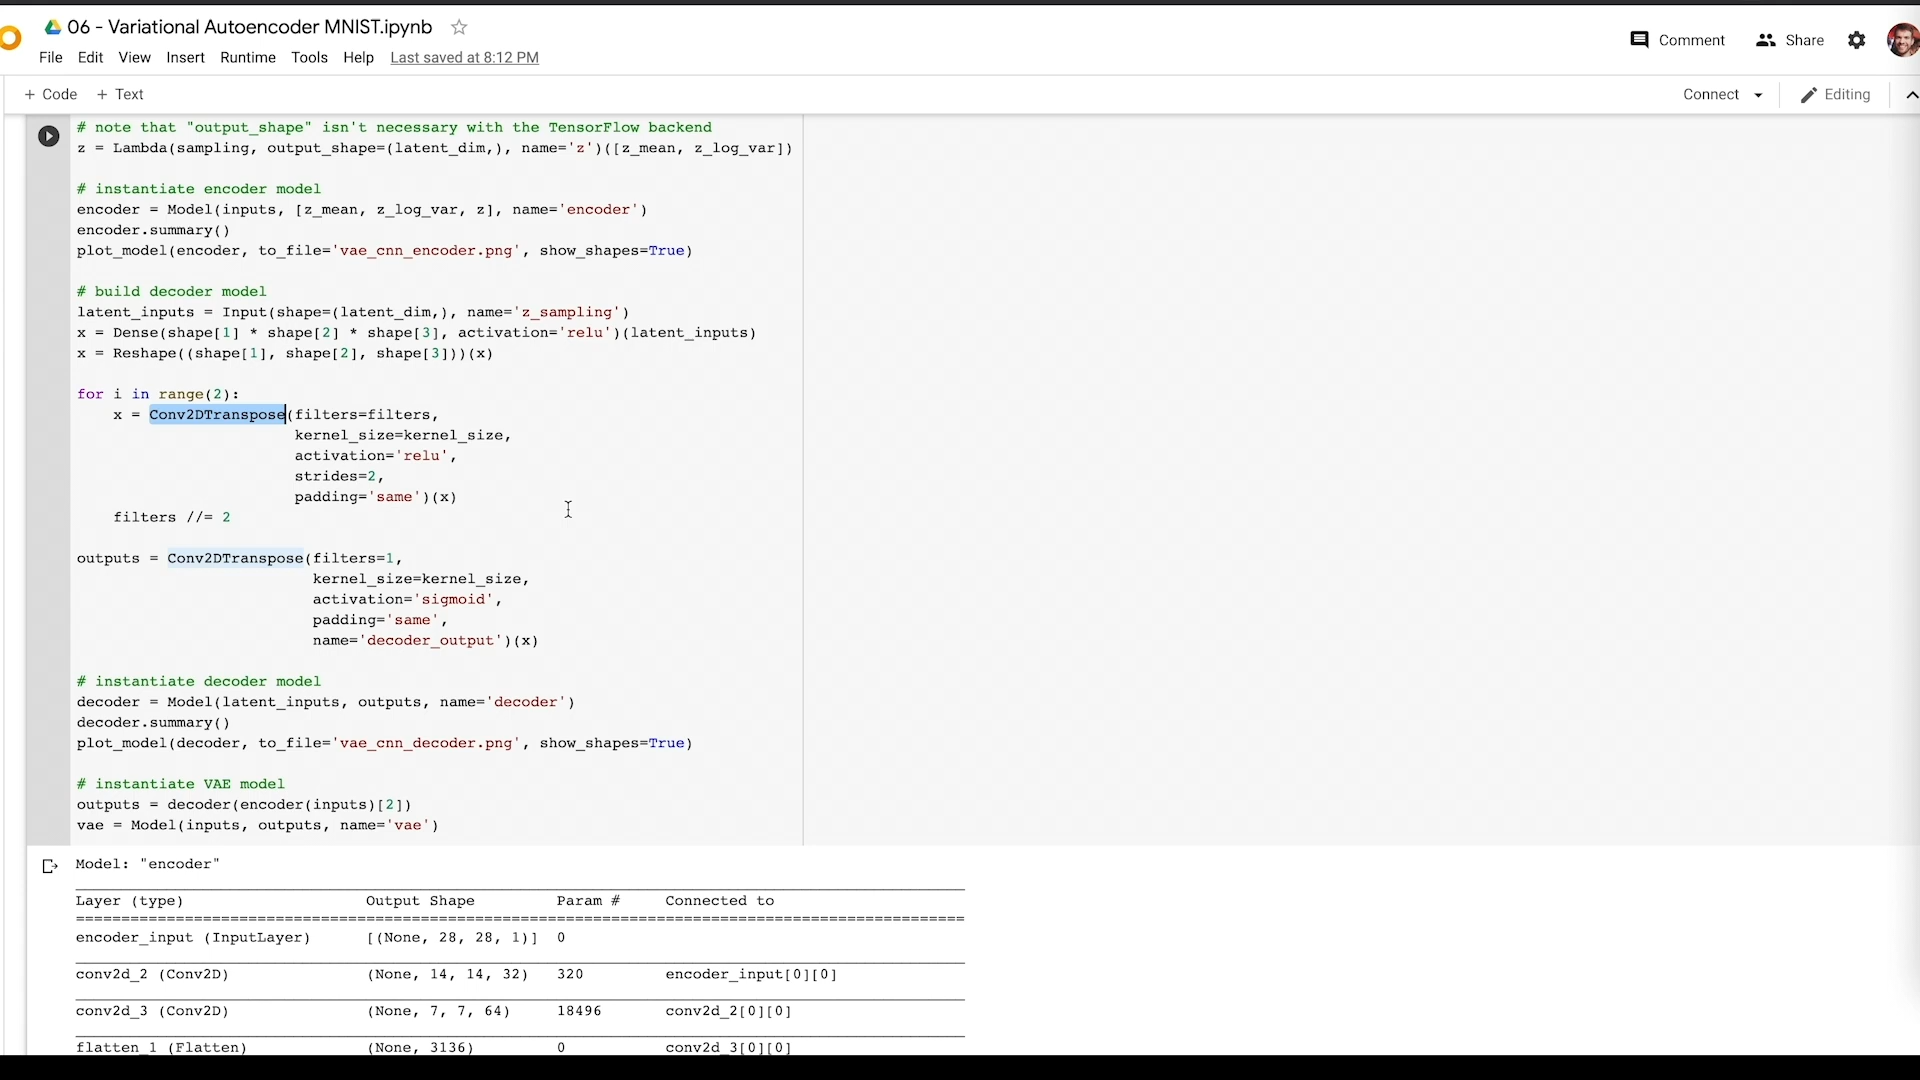 06 - Variational Autoencoder MNIST.ipynb
File Edit View Insert Runtime Tools Help Last saved at 8:12 PM
Comment Share
+ Code + Text
Connect Editing
# note that "output_shape" isn't necessary with the TensorFlow backend
z = Lambda(sampling, output_shape=(latent_dim,), name='z')([z_mean, z_log_var])
# instantiate encoder model
encoder = Model(inputs, [z_mean, z_log_var, z], name='encoder')
encoder.summary()
plot_model(encoder, to_file='vae_cnn_encoder.png', show_shapes=True)
# build decoder model
latent_inputs = Input(shape=(latent_dim,), name='z_sampling')
x = Dense(shape[1] * shape[2] * shape[3], activation='relu')(latent_inputs)
x = Reshape((shape[1], shape[2], shape[3]))(x)
for i in range(2):
x = Conv2DTranspose(filters=filters,
kernel_size=kernel_size,
activation='relu',
strides=2,
padding='same')(x)
filters //= 2
outputs = Conv2DTranspose(filters=1,
kernel_size=kernel_size,
activation='sigmoid',
padding='same',
name='decoder_output')(x)
# instantiate decoder model
decoder = Model(latent_inputs, outputs, name='decoder')
decoder.summary()
plot_model(decoder, to_file='vae_cnn_decoder.png', show_shapes=True)
# instantiate VAE model
outputs = decoder(encoder(inputs)[2])
vae = Model(inputs, outputs, name='vae')
Model: "encoder"
Layer (type) Output Shape Param # Connected to
encoder_input (InputLayer) [(None, 28, 28, 1)] 0
conv2d_2 (Conv2D) (None, 14, 14, 32) 320 encoder_input[0][0]
conv2d_3 (Conv2D) (None, 7, 7, 64) 18496 conv2d_2[0][0]
flatten_1 (Flatten) (None, 3136) 0 conv2d_3[0][0]